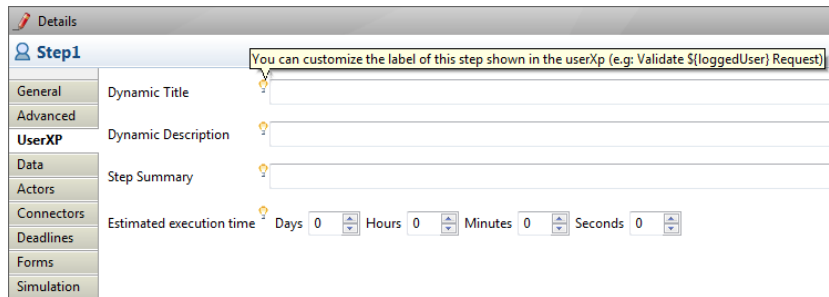 Details
Step1
You can customize the label of this step shown in the userXp (e.g: Validate ${loggedUser} Request)
General
Dynamic Title
Advanced
UserXP
Dynamic Description
Data
Step Summary
Actors
Connectors
Estimated execution time Days 0 Hours 0 Minutes 0 Seconds 0
Deadlines
Forms
Simulation